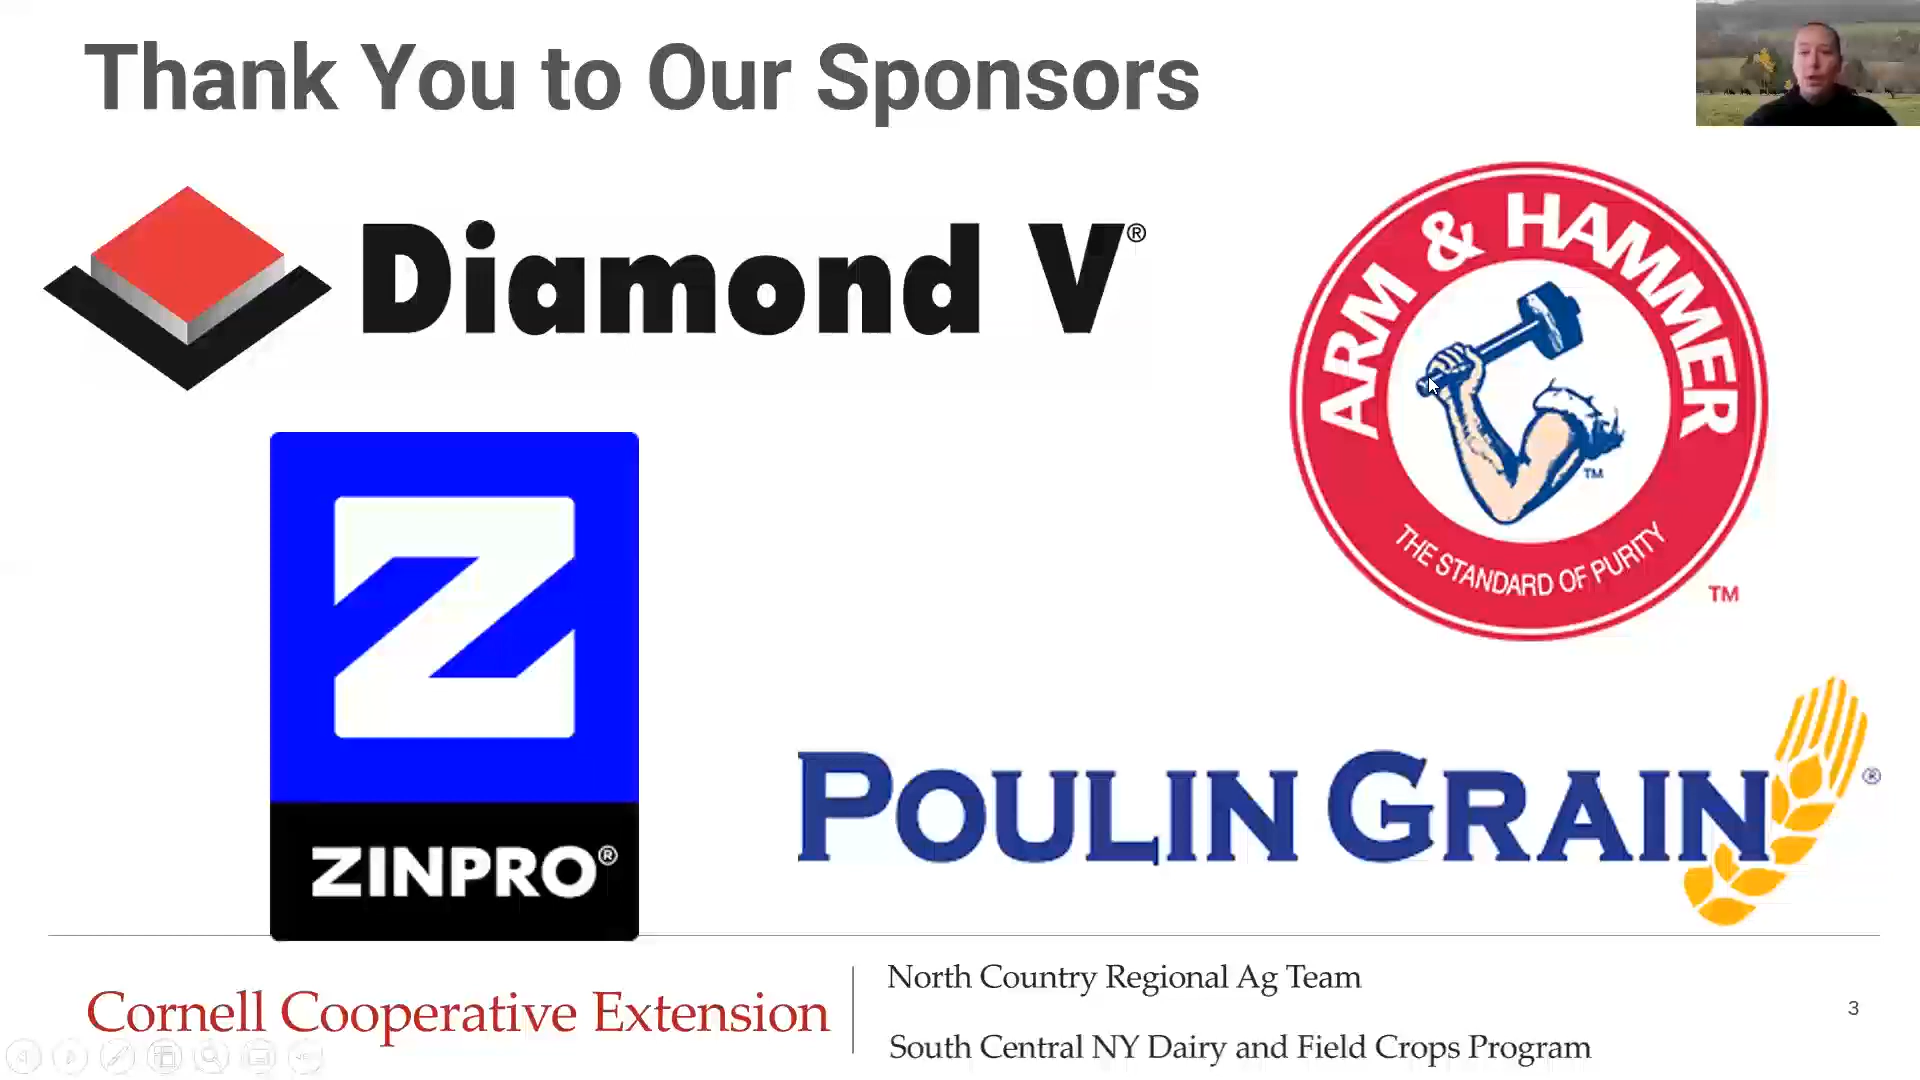 Thank You to Our Sponsors
Diamond V®
ARM & HAMMER
TM
THE STANDARD OF PURITY
TM
Z
ZINPRO®
POULIN GRAIN®
Cornell Cooperative Extension
North Country Regional Ag Team
South Central NY Dairy and Field Crops Program
3